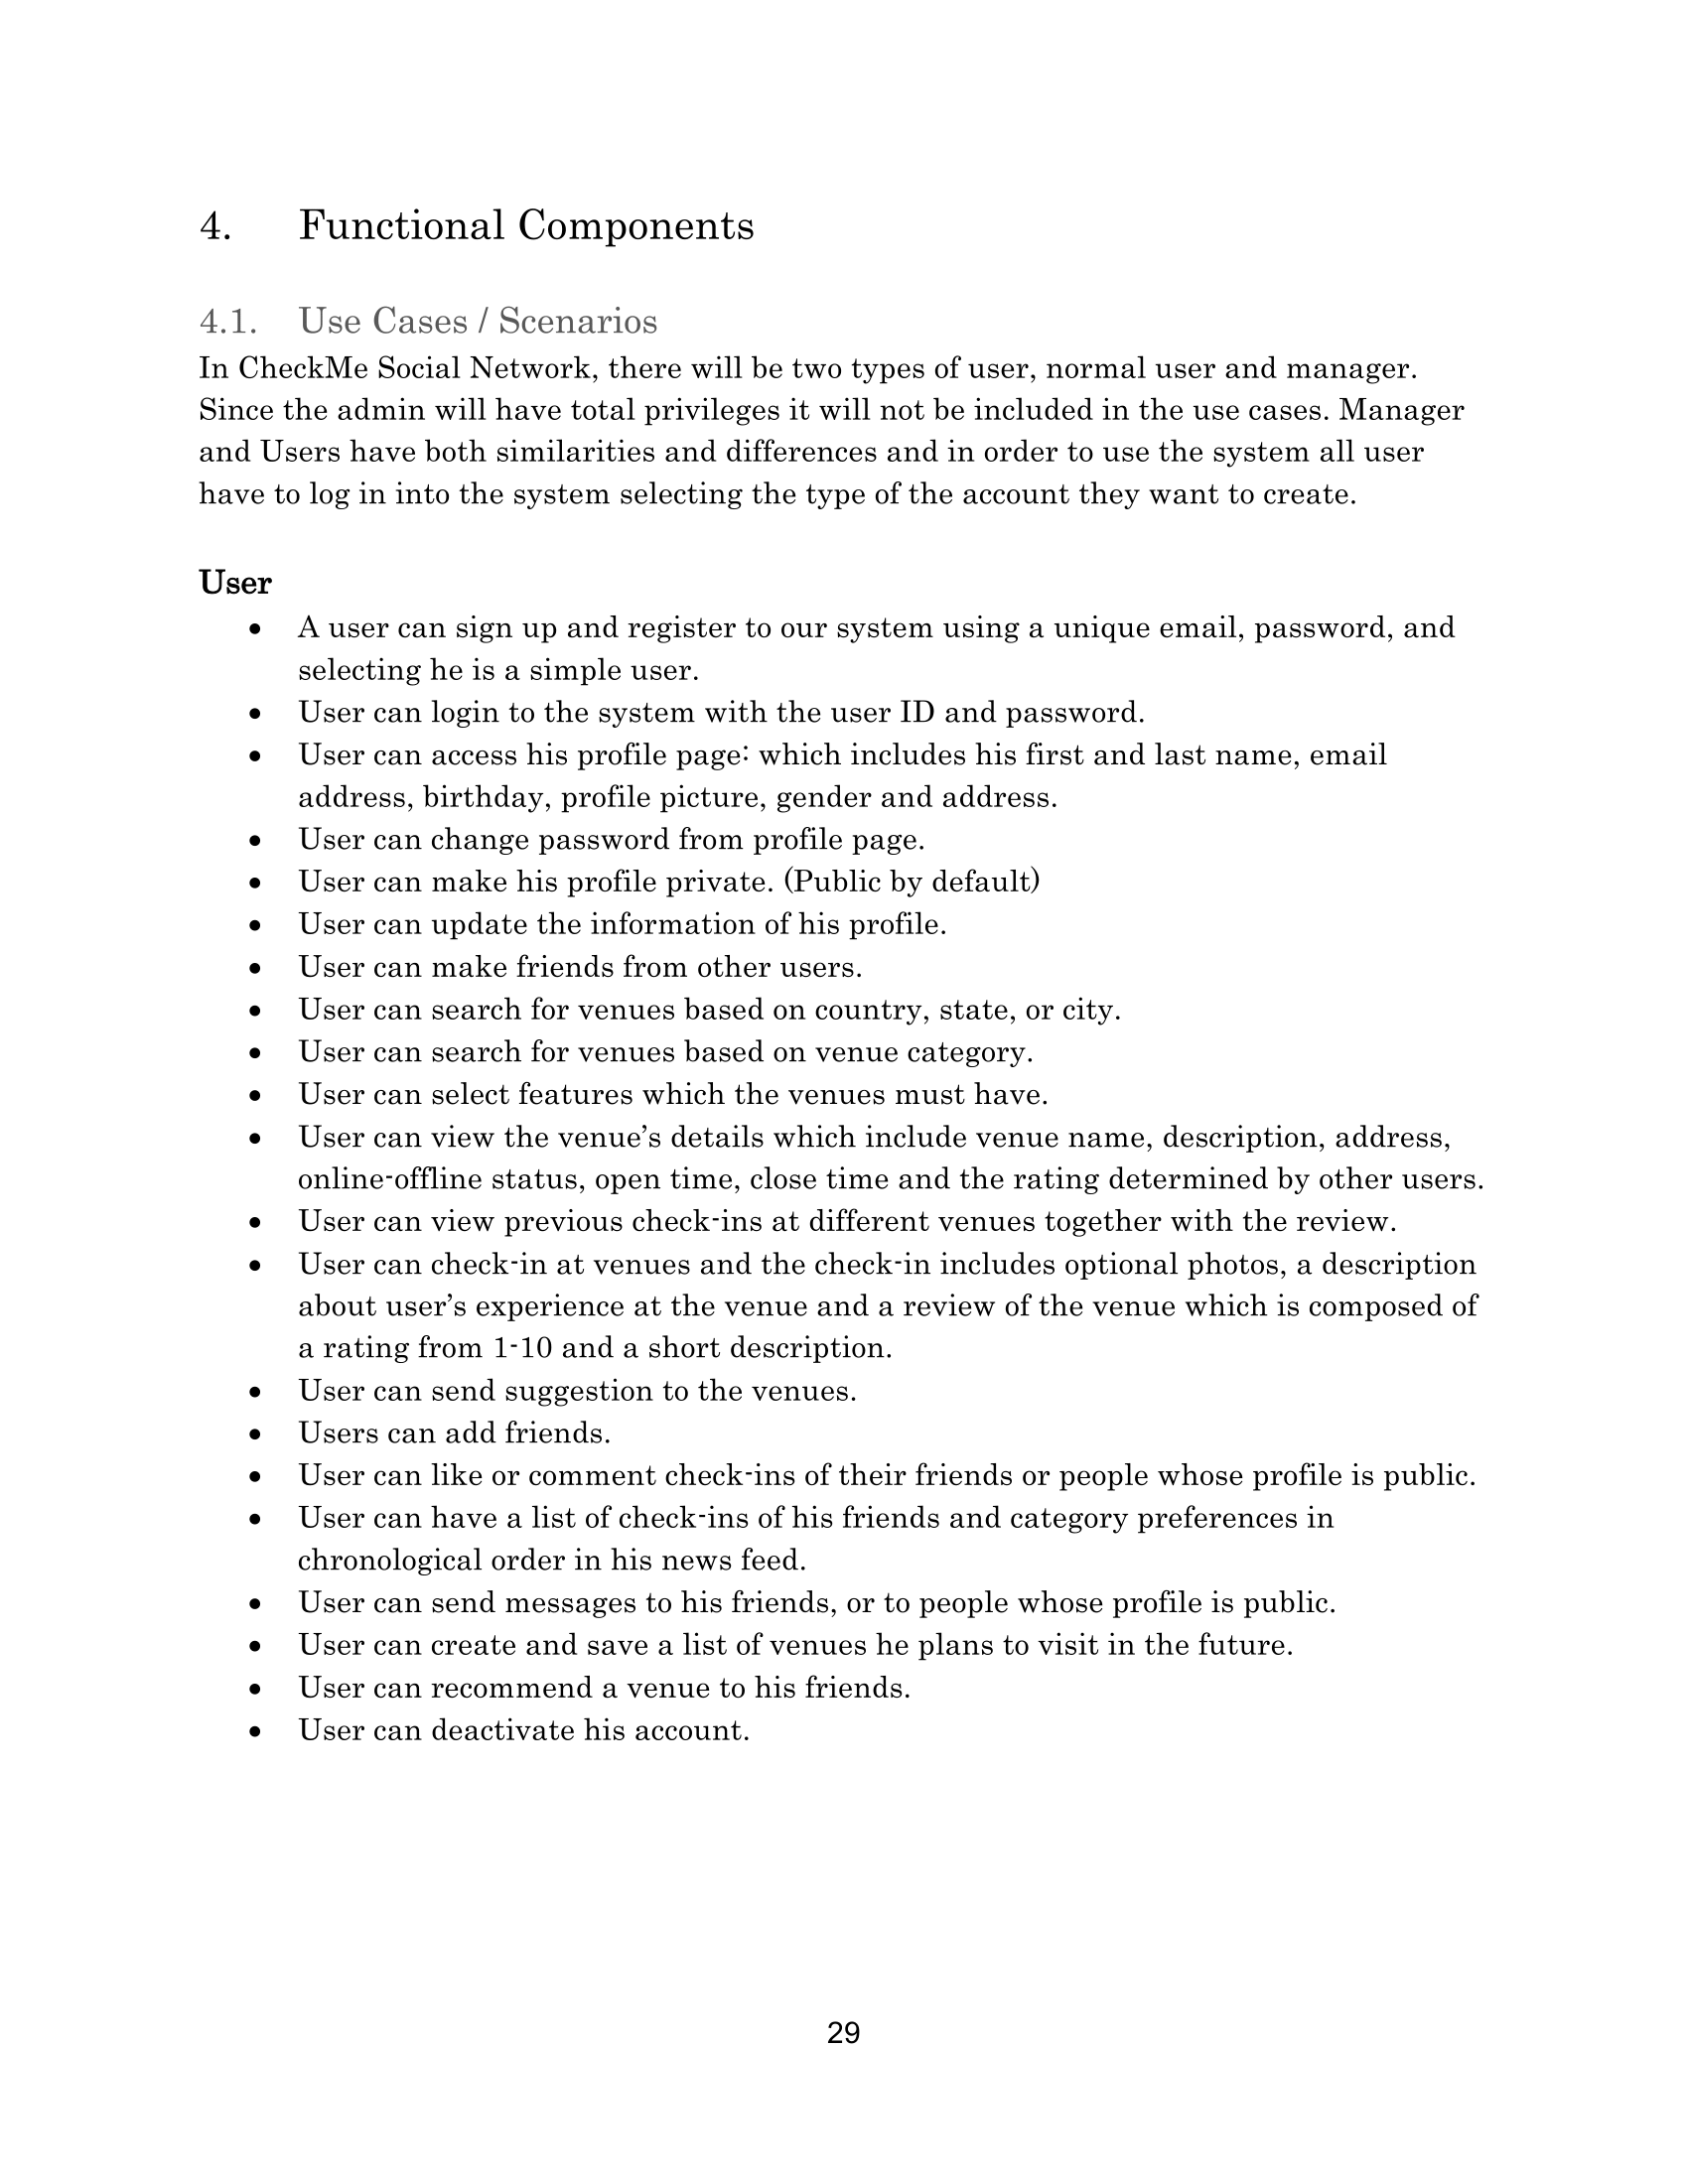 4. Functional Components
4.1. Use Cases / Scenarios
In CheckMe Social Network, there will be two types of user, normal user and manager.
Since the admin will have total privileges it will not be included in the use cases. Manager
and Users have both similarities and differences and in order to use the system all user
have to log in into the system selecting the type of the account they want to create.
User
• A user can sign up and register to our system using a unique email, password, and
selecting he is a simple user.
• User can login to the system with the user ID and password.
• User can access his profile page: which includes his first and last name, email
address, birthday, profile picture, gender and address.
• User can change password from profile page.
• User can make his profile private. (Public by default)
• User can update the information of his profile.
• User can make friends from other users.
• User can search for venues based on country, state, or city.
• User can search for venues based on venue category.
• User can select features which the venues must have.
• User can view the venue’s details which include venue name, description, address,
online-offline status, open time, close time and the rating determined by other users.
• User can view previous check-ins at different venues together with the review.
• User can check-in at venues and the check-in includes optional photos, a description
about user’s experience at the venue and a review of the venue which is composed of
a rating from 1-10 and a short description.
• User can send suggestion to the venues.
• Users can add friends.
• User can like or comment check-ins of their friends or people whose profile is public.
• User can have a list of check-ins of his friends and category preferences in
chronological order in his news feed.
• User can send messages to his friends, or to people whose profile is public.
• User can create and save a list of venues he plans to visit in the future.
• User can recommend a venue to his friends.
• User can deactivate his account.
29